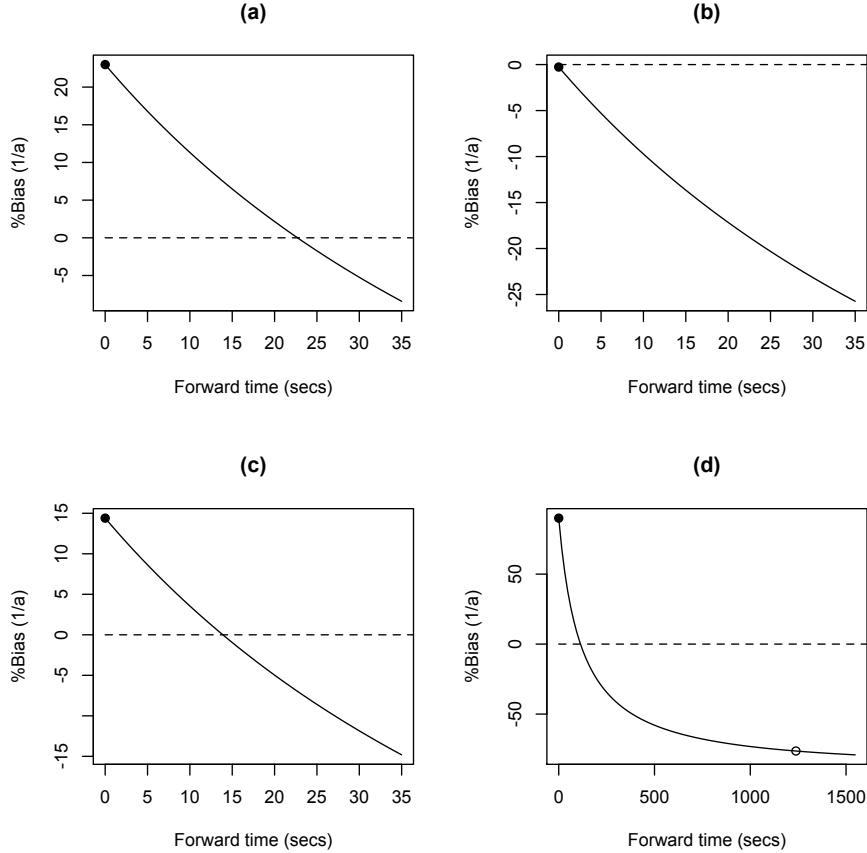 (a)
%Bias (1/a)
20
15
10
5
0
-5
0 5 10 15 20 25 30 35
Forward time (secs)
(b)
%Bias (1/a)
0
-5
-10
-15
-20
-25
0 5 10 15 20 25 30 35
Forward time (secs)
(c)
%Bias (1/a)
15
10
5
0
-5
-15
0 5 10 15 20 25 30 35
Forward time (secs)
(d)
%Bias (1/a)
50
0
-50
0 500 1000 1500
Forward time (secs)